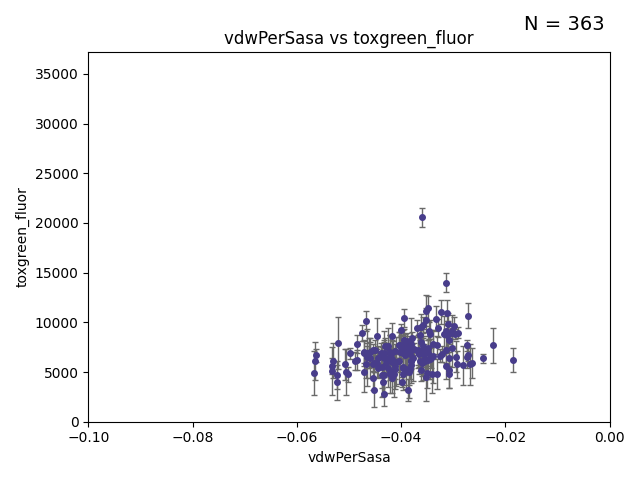 N = 363
vdwPerSasa vs toxgreen_fluor
toxgreen_fluor
35000
30000
25000
20000
15000
10000
5000
0
−0.10 −0.08 −0.06 −0.04 −0.02 0.00
vdwPerSasa